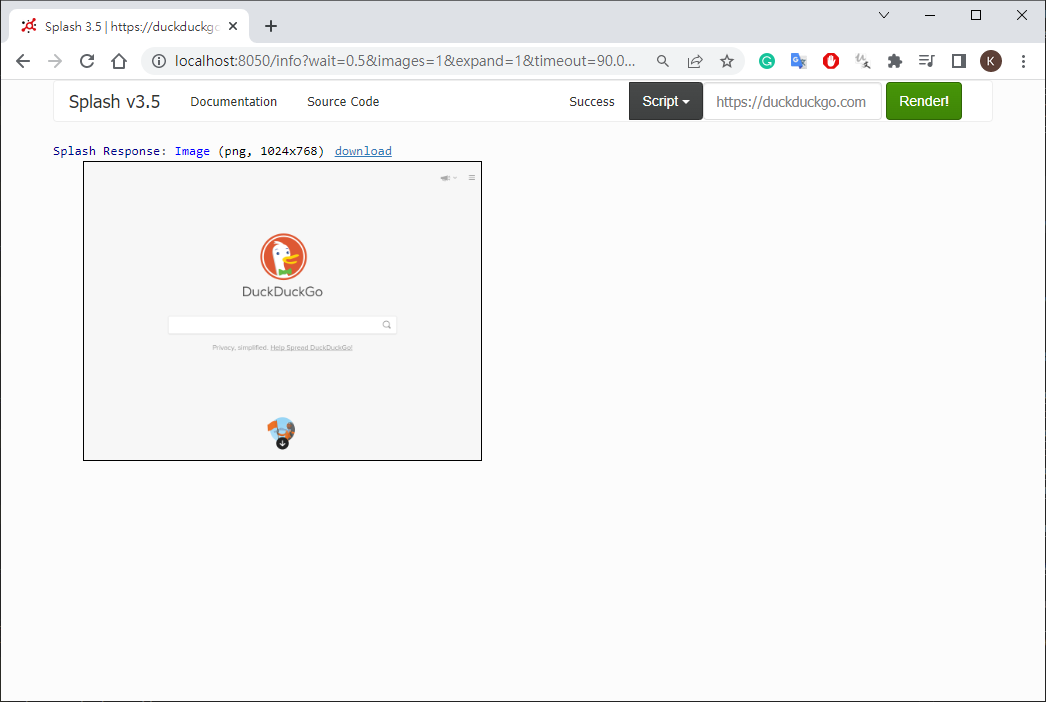 Splash 3.5 | https://duckduckgo
localhost:8050/info?wait=0.5&images=1&expand=1&timeout=90.0...
K
Splash v3.5 Documentation Source Code Success Script https://duckduckgo.com Render!
Splash Response: Image (png, 1024x768) download
DuckDuckGo
Privacy, simplified. Help Spread DuckDuckGo!